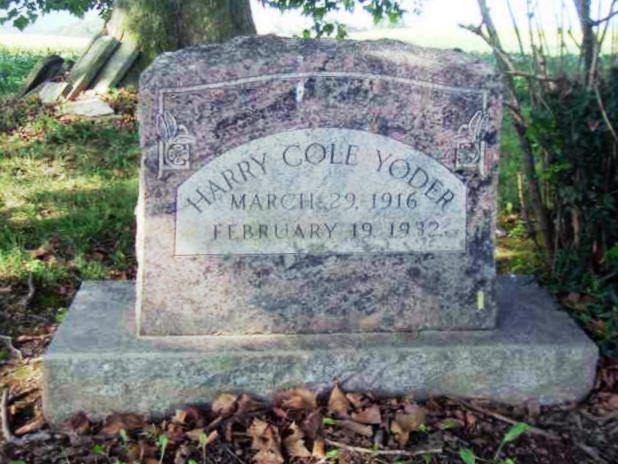 HARRY COLE YODER
MARCH 29, 1916
FEBRUARY 19, 1932